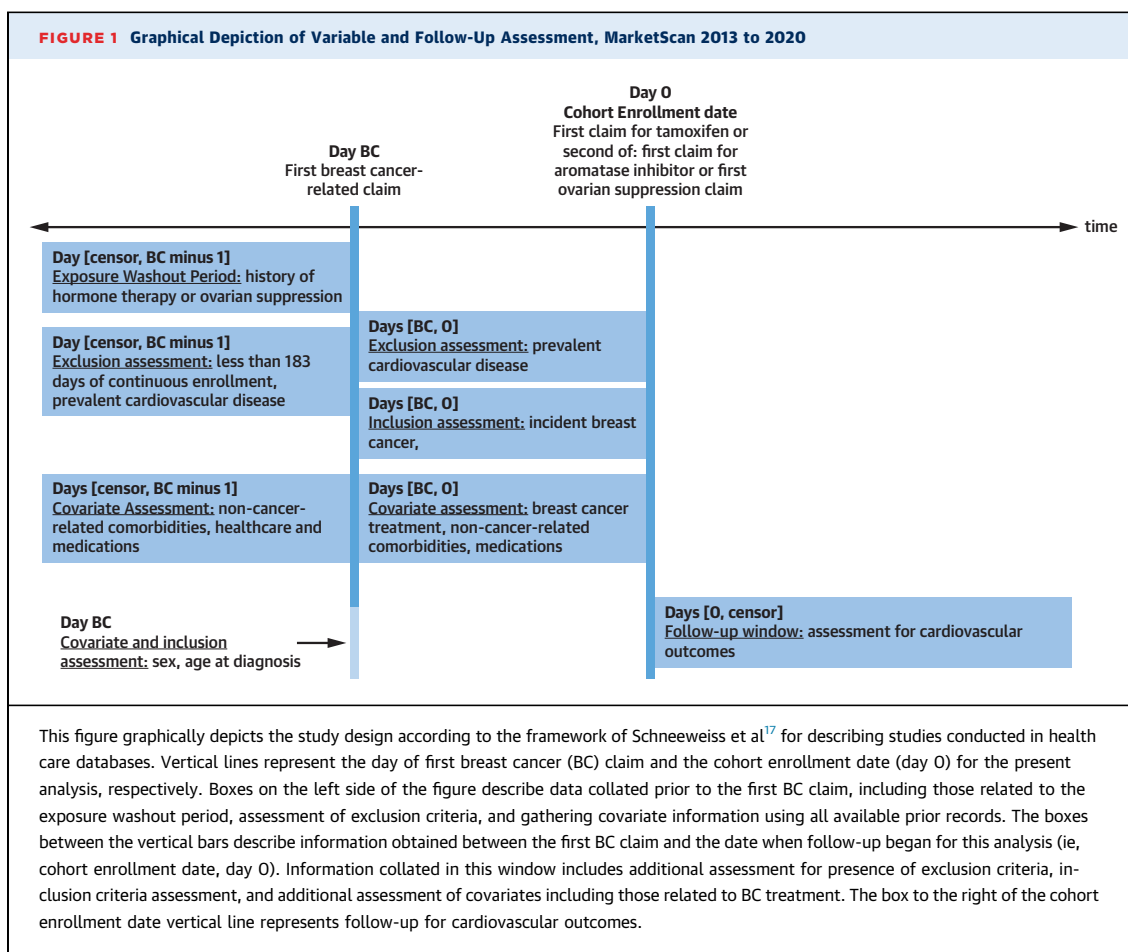 FIGURE 1 Graphical Depiction of Variable and Follow-Up Assessment, MarketScan 2013 to 2020
Day 0
Cohort Enrollment date
First claim for tamoxifen or
second of: first claim for
aromatase inhibitor or first
ovarian suppression claim
Day BC
First breast cancer-
related claim
time
Day [censor, BC minus 1]
Exposure Washout Period: history of
hormone therapy or ovarian suppression
Day [censor, BC minus 1]
Exclusion assessment: less than 183
days of continuous enrollment,
prevalent cardiovascular disease
Days [BC, 0]
Exclusion assessment: prevalent
cardiovascular disease
Days [BC, 0]
Inclusion assessment: incident breast
cancer,
Days [censor, BC minus 1]
Covariate Assessment: non-cancer-
related comorbidities, healthcare and
medications
Days [BC, 0]
Covariate assessment: breast cancer
treatment, non-cancer-related
comorbidities, medications
Day BC
Covariate and inclusion
assessment: sex, age at diagnosis
Days [0, censor]
Follow-up window: assessment for cardiovascular
outcomes
This figure graphically depicts the study design according to the framework of Schneeweiss et al17 for describing studies conducted in health
care databases. Vertical lines represent the day of first breast cancer (BC) claim and the cohort enrollment date (day 0) for the present
analysis, respectively. Boxes on the left side of the figure describe data collated prior to the first BC claim, including those related to the
exposure washout period, assessment of exclusion criteria, and gathering covariate information using all available prior records. The boxes
between the vertical bars describe information obtained between the first BC claim and the date when follow-up began for this analysis (ie,
cohort enrollment date, day 0). Information collated in this window includes additional assessment for presence of exclusion criteria, in-
clusion criteria assessment, and additional assessment of covariates including those related to BC treatment. The box to the right of the cohort
enrollment date vertical line represents follow-up for cardiovascular outcomes.